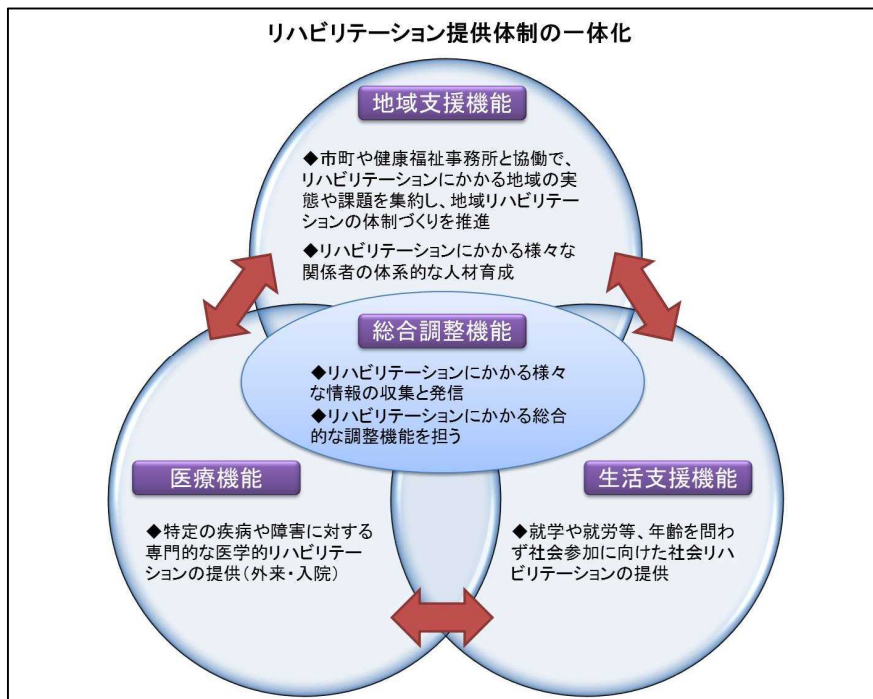 リハビリテーション提供体制の一体化
地域支援機能
◆市町や健康福祉事務所と協働で、
リハビリテーションにかかる地域の実
態や課題を集約し、地域リハビリテー
ションの体制づくりを推進
◆リハビリテーションにかかる様々な
関係者の体系的な人材育成
総合調整機能
◆リハビリテーションにかかる様々
な情報の収集と発信
◆リハビリテーションにかかる総合
的な調整機能を担う
医療機能
◆特定の疾病や障害に対する
専門的な医学的リハビリテー
ションの提供(外来・入院)
生活支援機能
◆就学や就労等、年齢を問わ
ず社会参加に向けた社会リハ
ビリテーションの提供